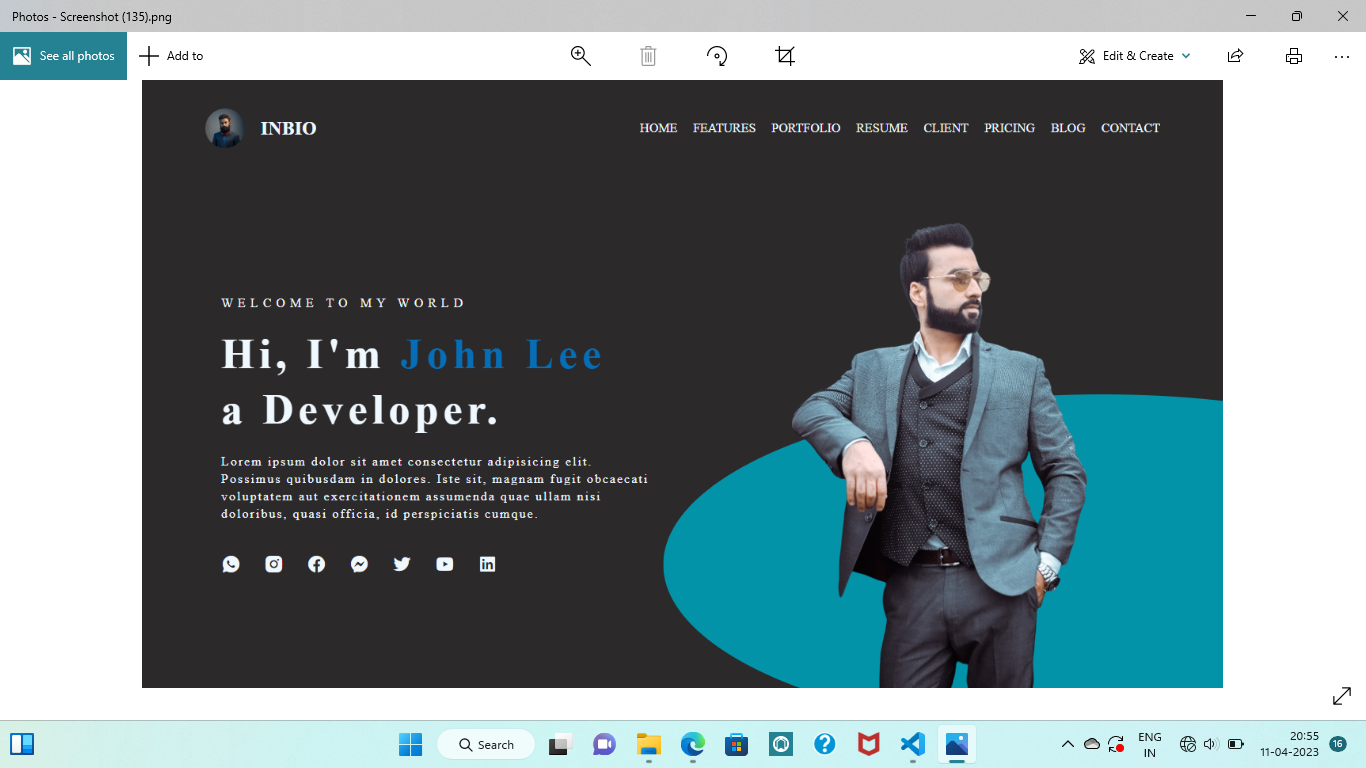 Photos - Screenshot (135).png
See all photos
Add to
Edit & Create
INBIO
HOME FEATURES PORTFOLIO RESUME CLIENT PRICING BLOG CONTACT
WELCOME TO MY WORLD
Hi, I'm John Lee
a Developer.
Lorem ipsum dolor sit amet consectetur adipisicing elit.
Possimus quibusdam in dolores. Iste sit, magnam fugit obcaecati
voluptatem aut exercitationem assumenda quae ullam nisi
doloribus, quasi officia, id perspiciatis cumque.
Search
ENG
IN
20:55
11-04-2023
16